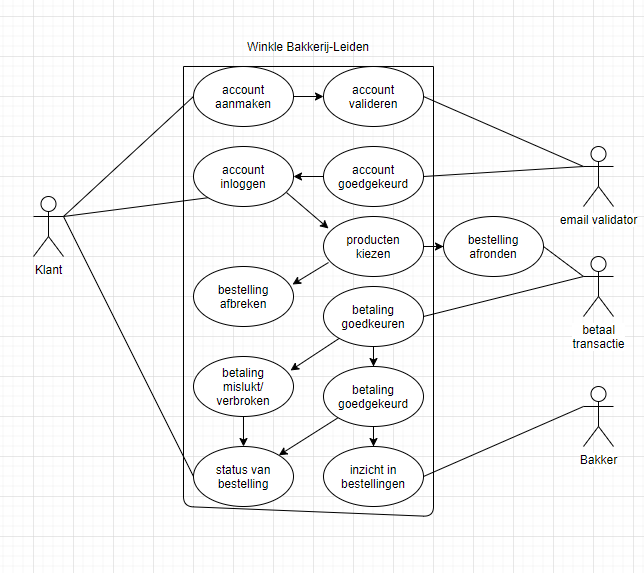 Winkle Bakkerij-Leiden
account
aanmaken
account
valideren
account
inloggen
account
goedgekeurd
email validator
Klant
producten
kiezen
bestelling
afronden
bestelling
afbreken
betaling
goedkeuren
betaal
transactie
betaling
mislukt/
verbroken
betaling
goedgekeurd
Bakker
status van
bestelling
inzicht in
bestellingen